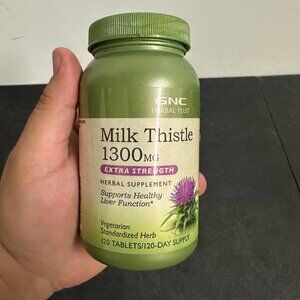 GNC
HERBAL PLUS
Milk Thistle
1300MG
EXTRA STRENGTH
HERBAL SUPPLEMENT
Supports Healthy
Liver Function*
Vegetarian
Standardized Herb
120 TABLETS/120-DAY SUPPLY